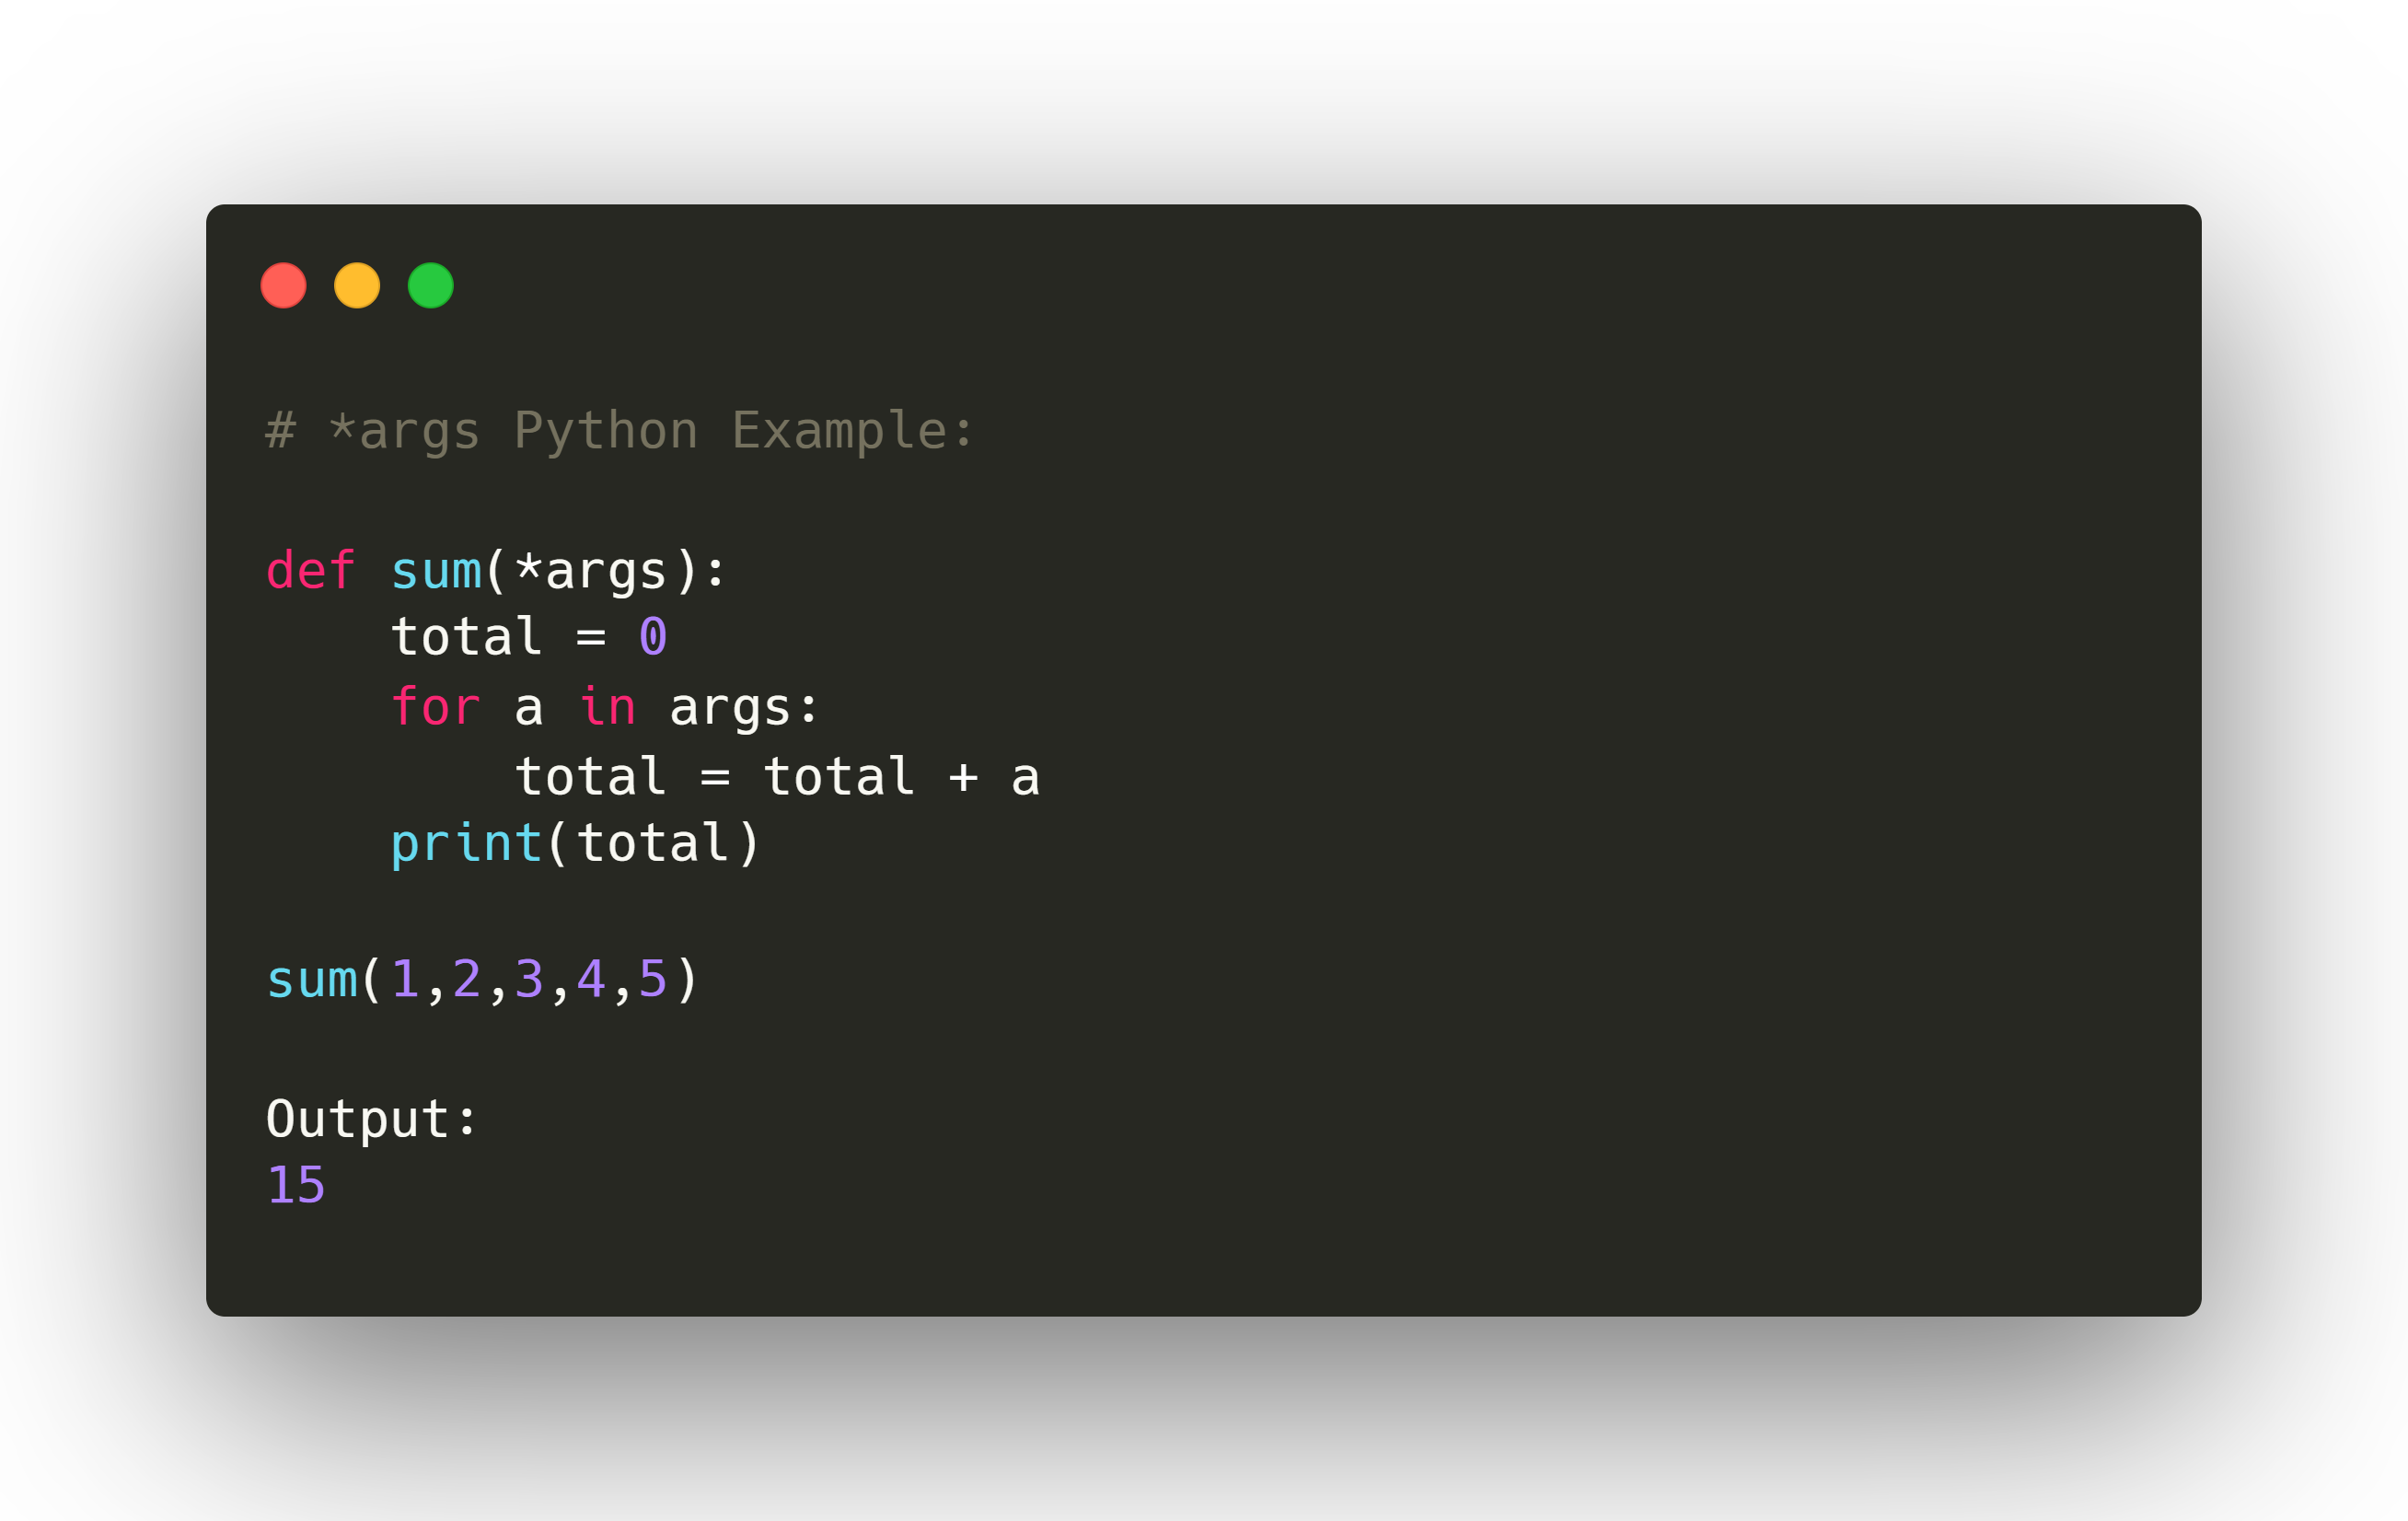 # *args Python Example:
def sum(*args):
    total = 0
    for a in args:
        total = total + a
    print(total)
sum(1,2,3,4,5)
Output:
15